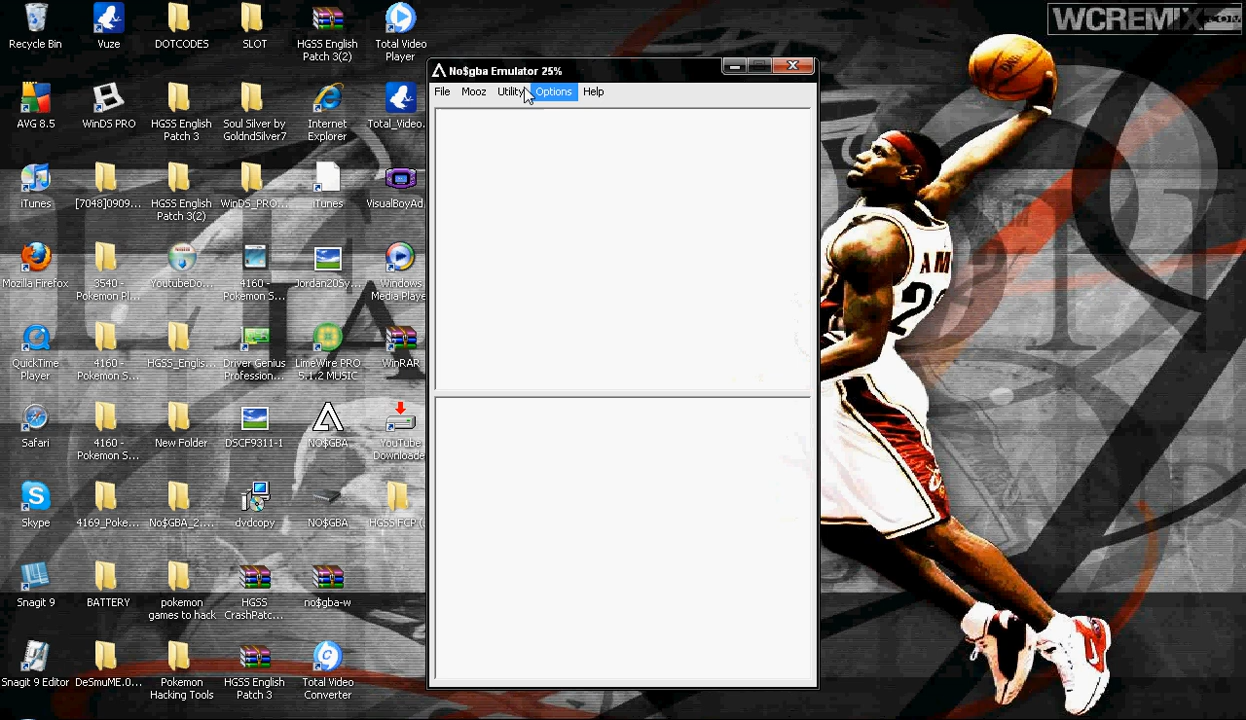 WCREMIX.COM
Recycle Bin
Vuze
DOTCODES
SLOT
HGSS English
Patch 3(2)
Total Video
Player
AVG 8.5
WinDS PRO
HGSS English
Patch 3
Soul Silver by
GoldndSilver7
Internet
Explorer
Total_Video...
iTunes
[7048]0909...
HGSS English
Patch 3(2)
WinDS_PRO...
iTunes
VisualBoyAd...
Mozilla Firefox
3540 -
Pokemon Pl...
YoutubeDo...
4160 -
Pokemon S...
Jordan20Sy...
Windows
Media Player
QuickTime
Player
4160 -
Pokemon S...
HGSS_Englis...
Driver Genius
Profession...
LimeWire PRO
5.1.2 MUSIC
WinRAR
Safari
4160 -
Pokemon S...
New Folder
DSCF9311-1
NO$GBA
YouTube
Downloade
Skype
4169_Poke...
No$GBA_2....
dvdcopy
NO$GBA
HGSS FCP (
Snagit 9
BATTERY
pokemon
games to hack
HGSS
CrashPatc...
no$gba-w
Snagit 9 Editor
DeSmuME.0...
Pokemon
Hacking Tools
HGSS English
Patch 3
Total Video
Converter
No$gba Emulator 25%
File Mooz Utility Options Help
AM